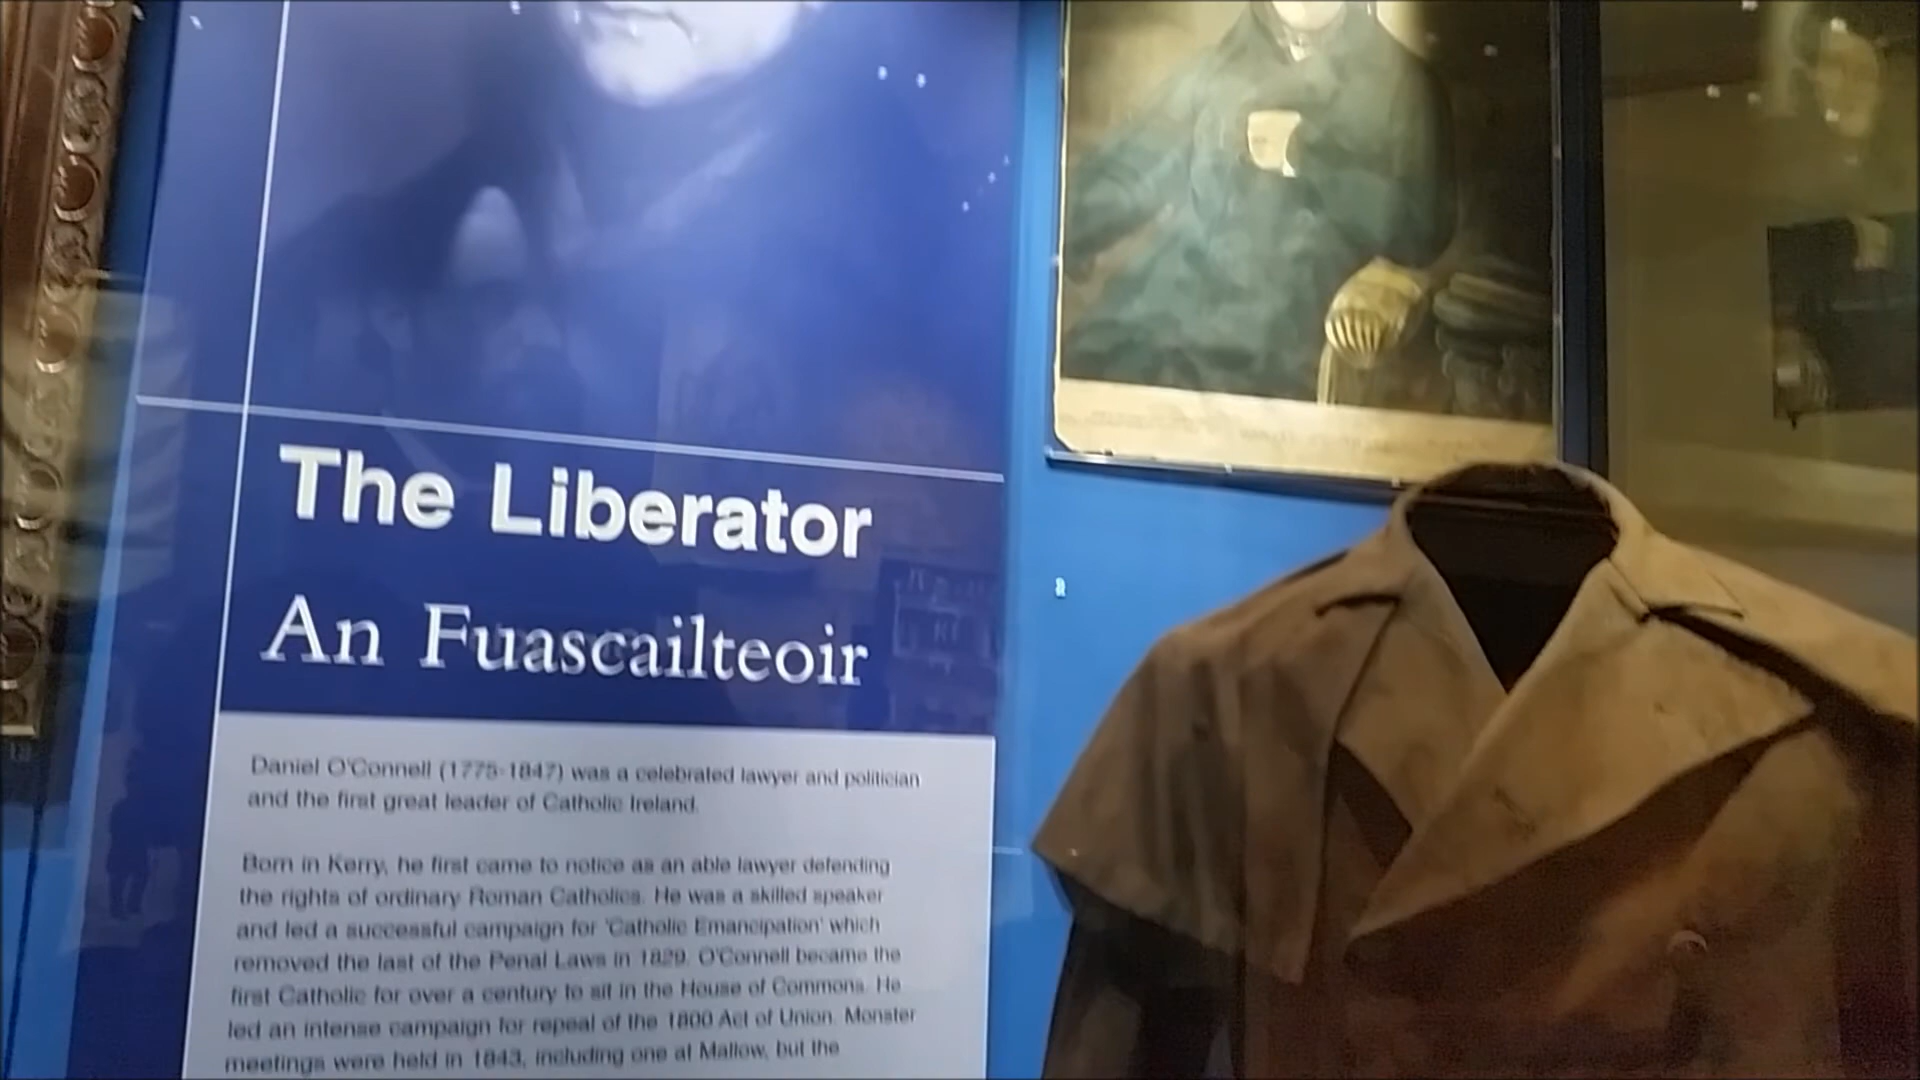 The Liberator
An Fuascailteoir
Daniel O'Connell (1775-1847) was a celebrated lawyer and politician
and the first great leader of Catholic Ireland.
Born in Kerry, he first came to notice as an able lawyer defending
the rights of ordinary Roman Catholics. He was a skilled speaker
and led a successful campaign for 'Catholic Emancipation' which
removed the last of the Penal Laws in 1829. O'Connell became the
first Catholic for over a century to sit in the House of Commons. He
led an intense campaign for repeal of the 1800 Act of Union. Monster
meetings were held in 1843, including one at Mallow, but the
a